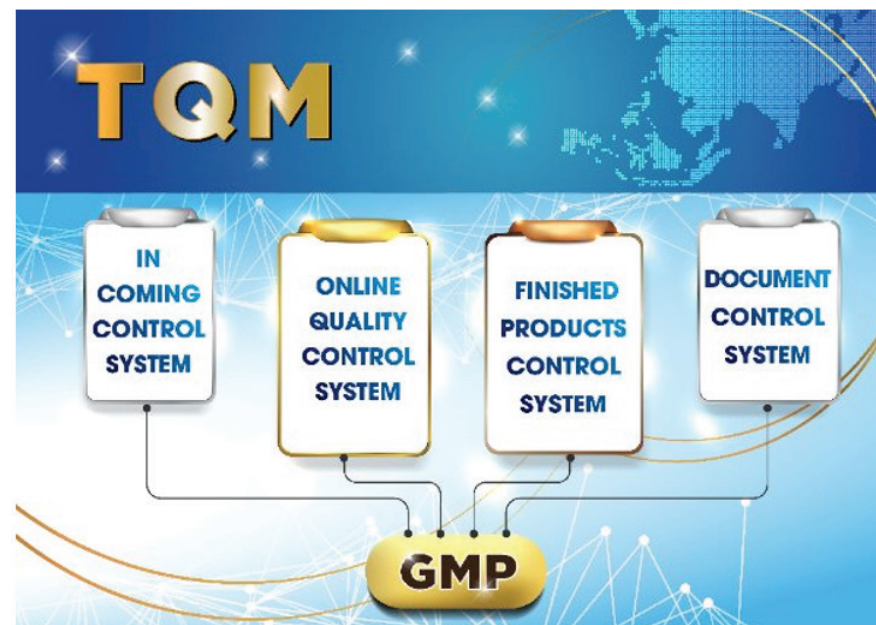 TQM
IN
COMING
CONTROL
SYSTEM
ONLINE
QUALITY
CONTROL
SYSTEM
FINISHED
PRODUCTS
CONTROL
SYSTEM
DOCUMENT
CONTROL
SYSTEM
GMP